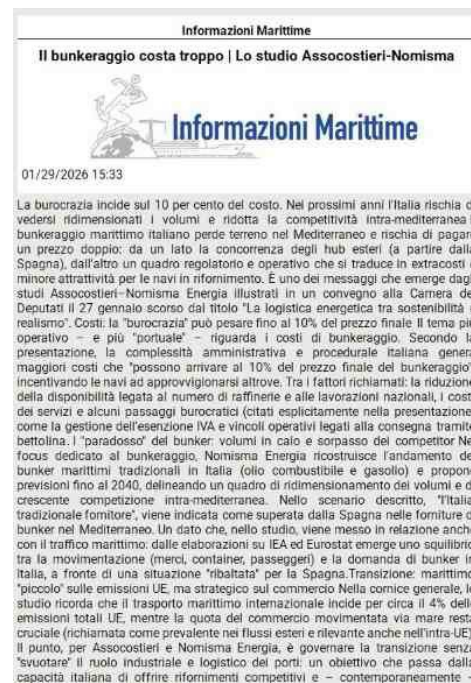 Informazioni Marittime
Il bunkeraggio costa troppo | Lo studio Assocostieri-Nomisma
Informazioni Marittime
01/29/2026 15:33
La burocrazia incide sul 10 per cento del costo. Nei prossimi anni l'Italia rischia d
vedersi ridimensionati i volumi e ridotta la competitività intra-mediterranea
bunkeraggio marittimo italiano perde terreno nel Mediterraneo e rischia di pagar
un prezzo doppio: da un lato la concorrenza degli hub esteri (a partire dalla
Spagna), dall'altro un quadro regolatorio e operativo che si traduce in extracosti
minore attrattività per le navi in rifornimento. È uno dei messaggi che emerge dagl
studi Assocostieri–Nomisma Energia illustrati in un convegno alla Camera de
Deputati il 27 gennaio scorso dal titolo "La logistica energetica tra sostenibilità
realismo". Costi: la "burocrazia" può pesare fino al 10% del prezzo finale Il tema più
operativo – e più "portuale" – riguarda i costi di bunkeraggio. Secondo la
presentazione, la complessità amministrativa e procedurale italiana gener
maggiori costi che "possono arrivare al 10% del prezzo finale del bunkeraggio"
incentivando le navi ad approvvigionarsi altrove. Tra i fattori richiamati: la riduzione
della disponibilità legata al numero di raffinerie e alle lavorazioni nazionali, i cost
dei servizi e alcuni passaggi burocratici (citati esplicitamente nella presentazione
come la gestione dell'esenzione IVA e vincoli operativi legati alla consegna tramite
bettolina. I "paradosso" del bunker: volumi in calo e sorpasso dei competitor Ne
focus dedicato al bunkeraggio, Nomisma Energia ricostruisce l'andamento de
bunker marittimi tradizionali in Italia (olio combustibile e gasolio) e propon
previsioni fino al 2040, delineando un quadro di ridimensionamento dei volumi e d
crescente competizione intra-mediterranea. Nello scenario descritto, "l'Italia
tradizionale fornitore", viene indicata come superata dalla Spagna nelle forniture d
bunker nel Mediterraneo. Un dato che, nello studio, viene messo in relazione anche
con il traffico marittimo: dalle elaborazioni su IEA ed Eurostat emerge uno squilibrio
tra la movimentazione (merci, container, passeggeri) e la domanda di bunker in
Italia, a fronte di una situazione "ribaltata" per la Spagna.Transizione: marittimo
"piccolo" sulle emissioni UE, ma strategico sul commercio Nella cornice generale, lo
studio ricorda che il trasporto marittimo internazionale incide per circa il 4% delle
emissioni totali UE, mentre la quota del commercio movimentata via mare resta
cruciale (richiamata come prevalente nei flussi esteri e rilevante anche nell'intra-UE)
Il punto, per Assocostieri e Nomisma Energia, è governare la transizione senza
"svuotare" il ruolo industriale e logistico dei porti: un obiettivo che passa dalla
capacità italiana di offrire rifornimenti competitivi e – contemporaneamente –